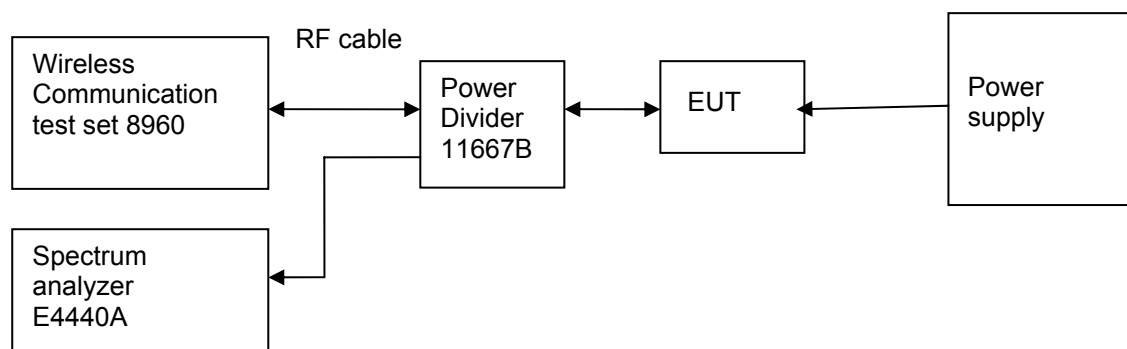 RF cable
Wireless
Communication
test set 8960
Power
Divider
11667B
EUT
Power
supply
Spectrum
analyzer
E4440A